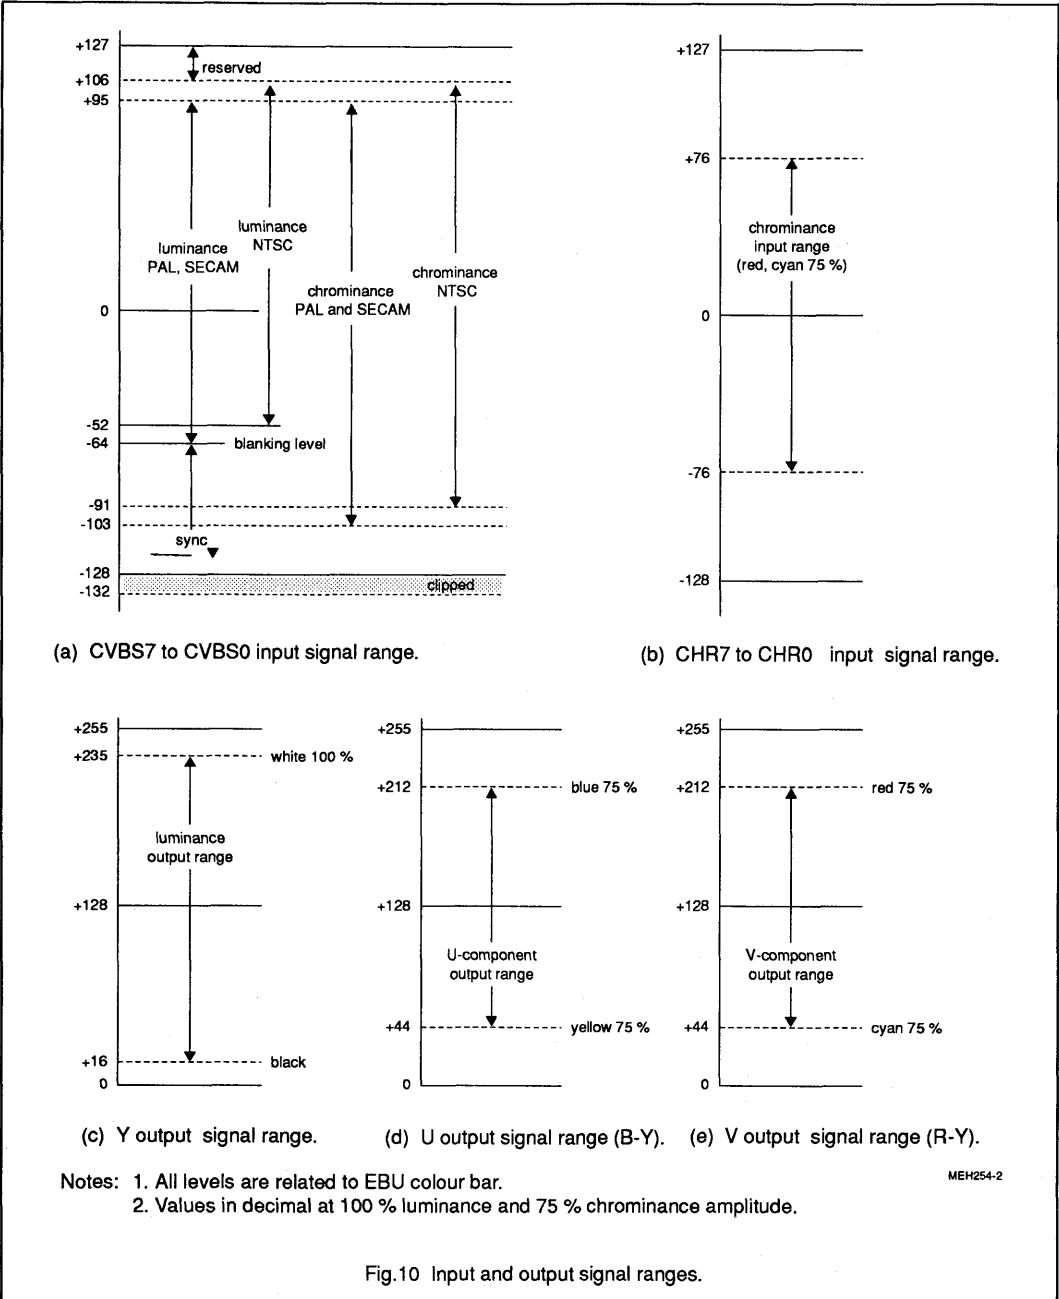 +127
reserved
+106
+95
luminance
NTSC
luminance
PAL, SECAM
chrominance
NTSC
chrominance
PAL and SECAM
0
-52
-64
blanking level
-91
-103
sync
-128
clipped
-132
(a) CVBS7 to CVBS0 input signal range.
+127
+76
chrominance
input range
(red, cyan 75 %)
0
-76
-128
(b) CHR7 to CHR0 input signal range.
+255
+235
white 100 %
luminance
output range
+128
+16
black
0
(c) Y output signal range.
+255
+212
blue 75 %
+128
U-component
output range
+44
yellow 75 %
0
(d) U output signal range (B-Y).
+255
+212
red 75 %
+128
V-component
output range
+44
cyan 75 %
0
(e) V output signal range (R-Y).
Notes: 1. All levels are related to EBU colour bar.
2. Values in decimal at 100 % luminance and 75 % chrominance amplitude.
MEH254-2
Fig.10 Input and output signal ranges.